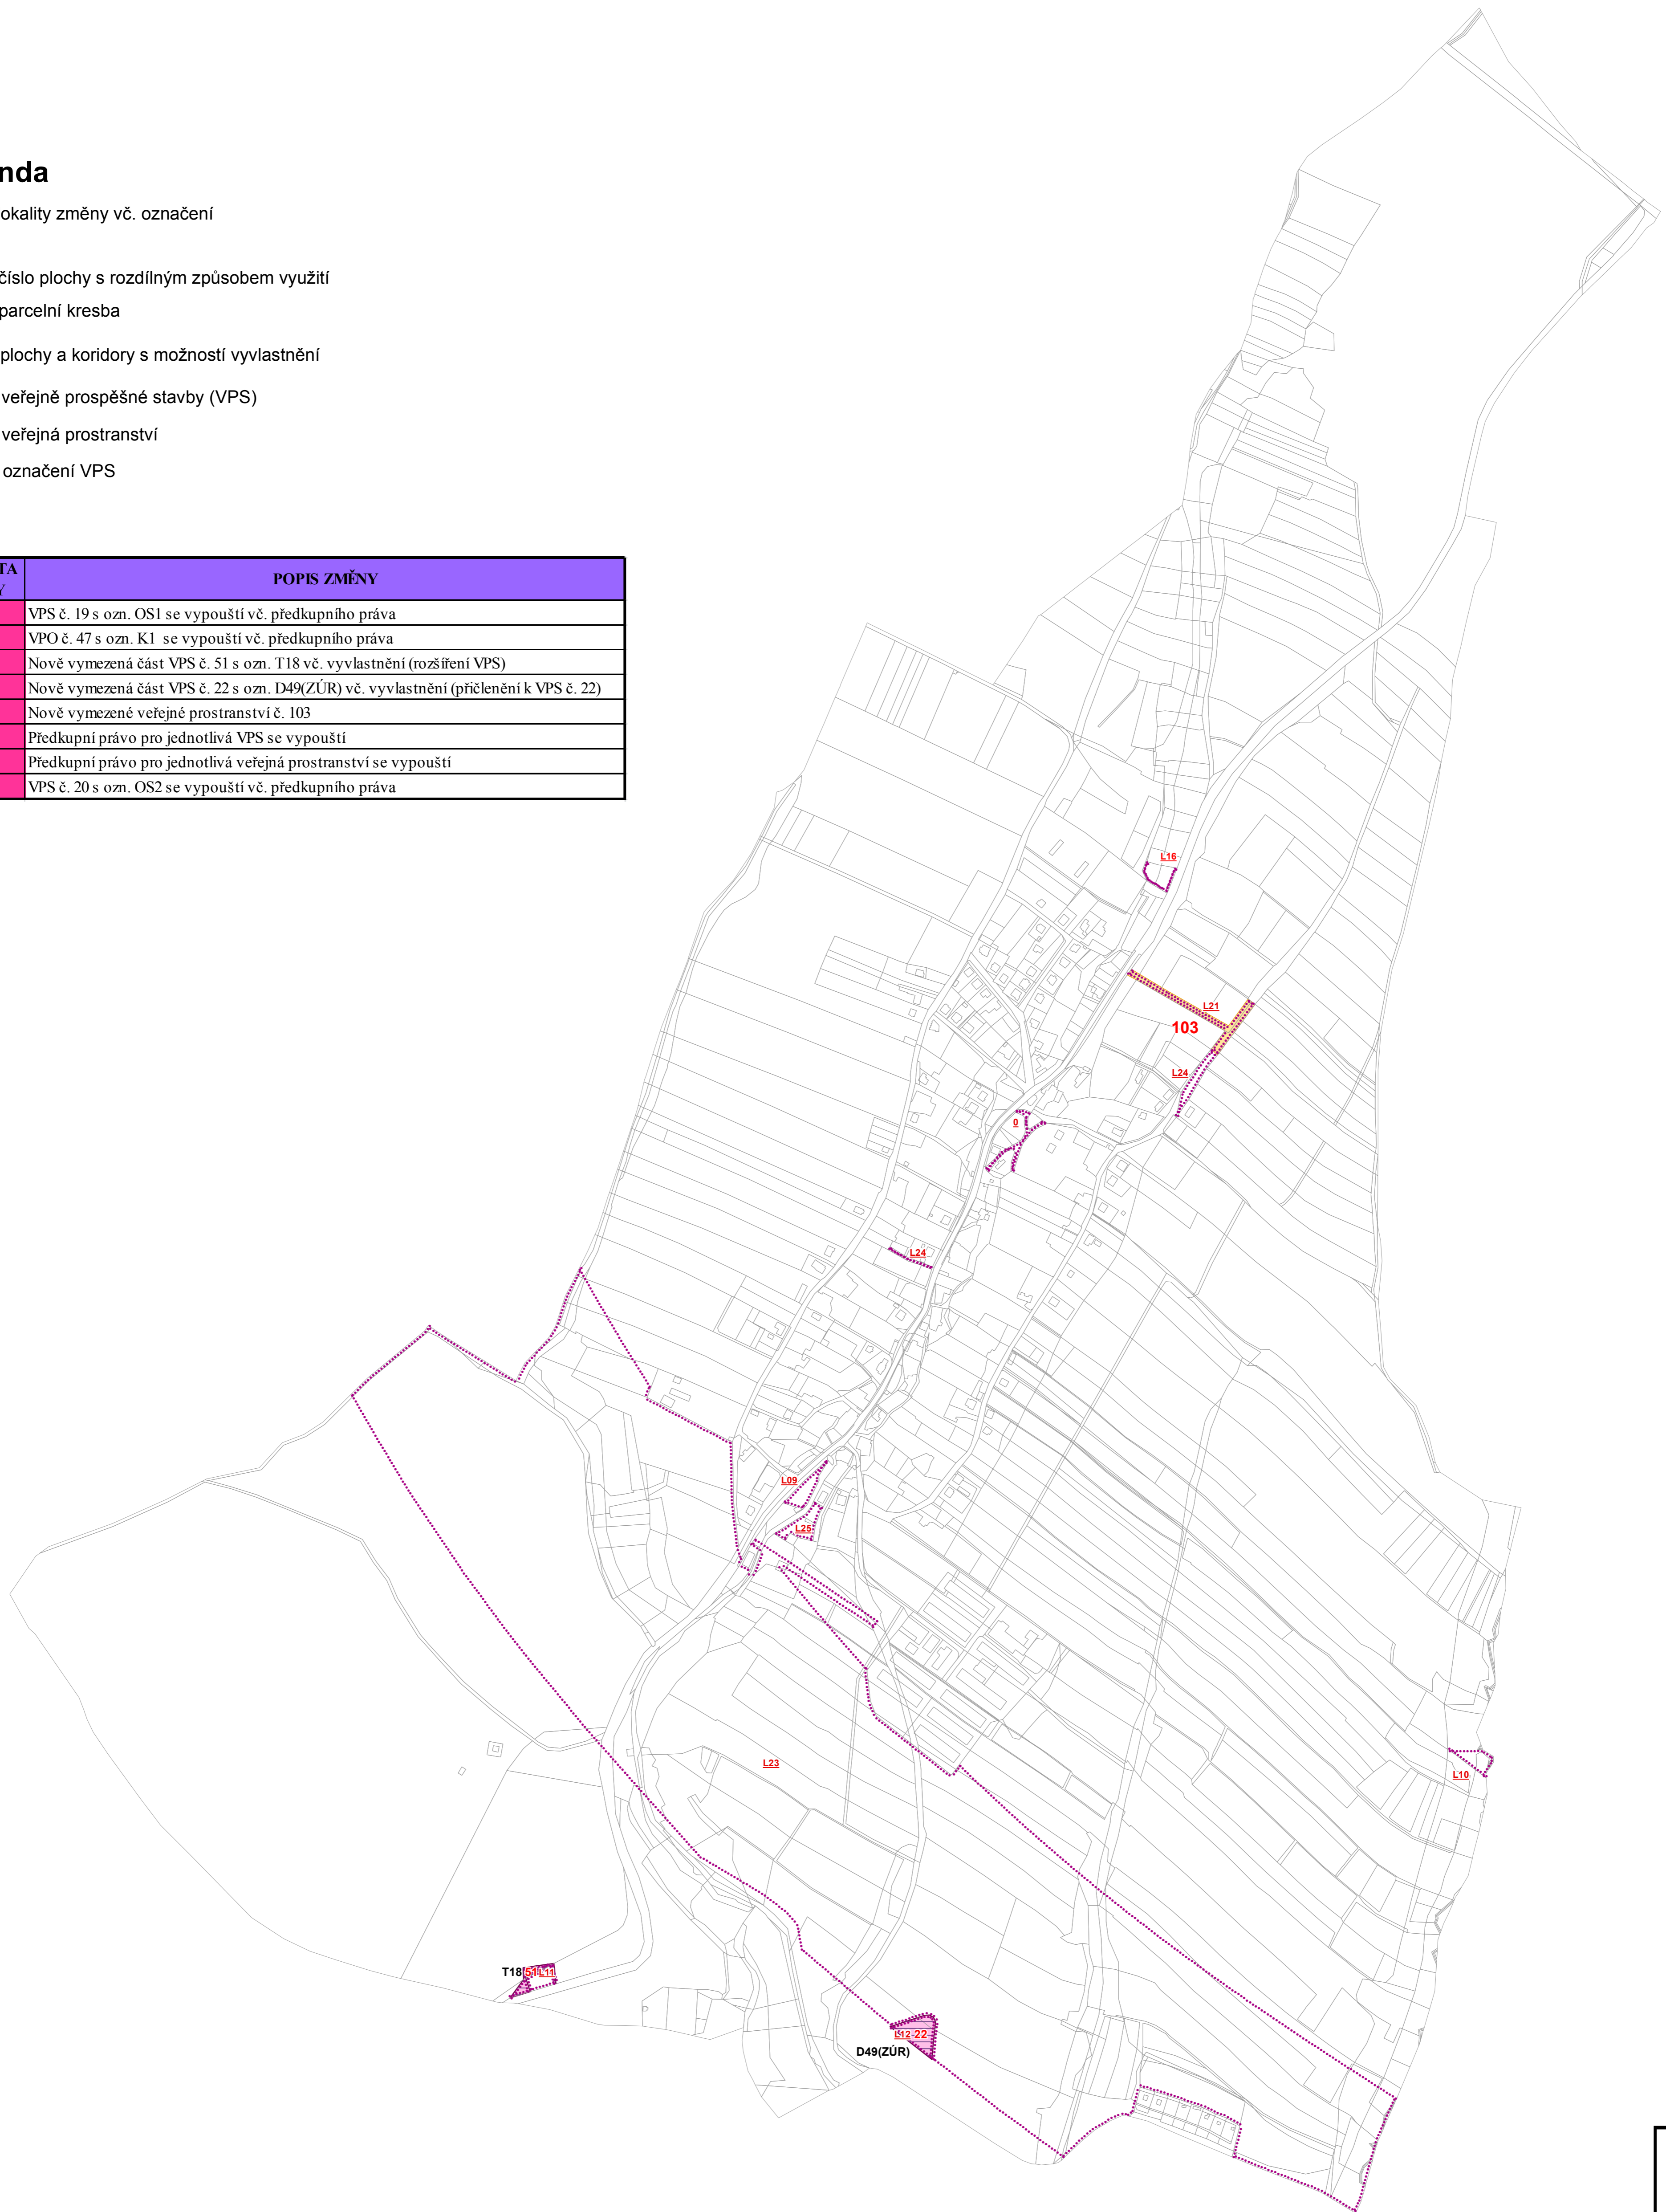 nda
okality změny vč. označení
číslo plochy s rozdílným způsobem využití
parcelní kresba
plochy a koridory s možností vyvlastnění
veřejně prospěšné stavby (VPS)
veřejná prostranství
označení VPS
TA
Y
POPIS ZMĚNY
VPS č. 19 s ozn. OS1 se vypouští vč. předkupního práva
VPO č. 47 s ozn. K1 se vypouští vč. předkupního práva
Nově vymezená část VPS č. 51 s ozn. T18 vč. vyvlastnění (rozšíření VPS)
Nově vymezená část VPS č. 22 s ozn. D49(ZÚR) vč. vyvlastnění (přičlenění k VPS č. 22)
Nově vymezené veřejné prostranství č. 103
Předkupní právo pro jednotlivá VPS se vypouští
Předkupní právo pro jednotlivá veřejná prostranství se vypouští
VPS č. 20 s ozn. OS2 se vypouští vč. předkupního práva
L16
L21
103
L24
0
L24
L09
L25
L23
L10
T18 51 L11
L12 22
D49(ZÚR)